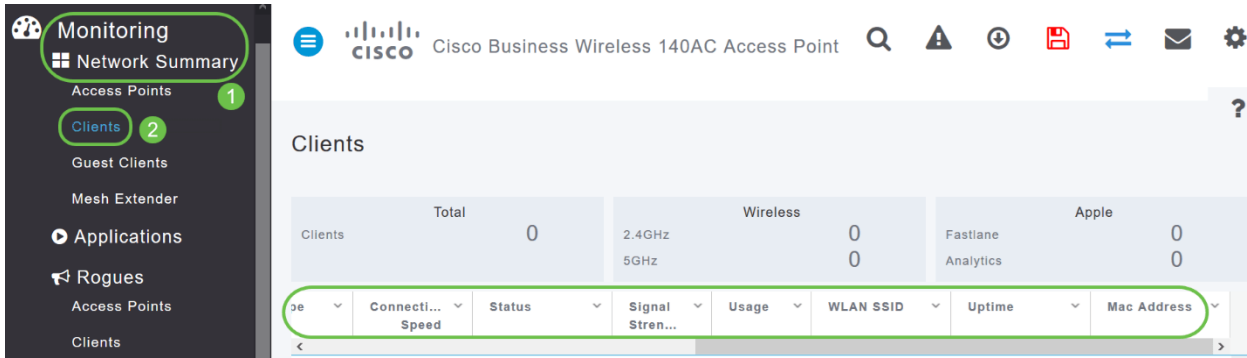 Monitoring
Network Summary
1
Access Points
Clients
2
Guest Clients
Mesh Extender
Applications
Rogues
Access Points
Clients
CISCO
Cisco Business Wireless 140AC Access Point
?
Clients
Total
Clients 0
Wireless
2.4GHz 0
5GHz 0
Apple
Fastlane 0
Analytics 0
pe
Connecti...
Speed
Status
Signal
Stren...
Usage
WLAN SSID
Uptime
Mac Address